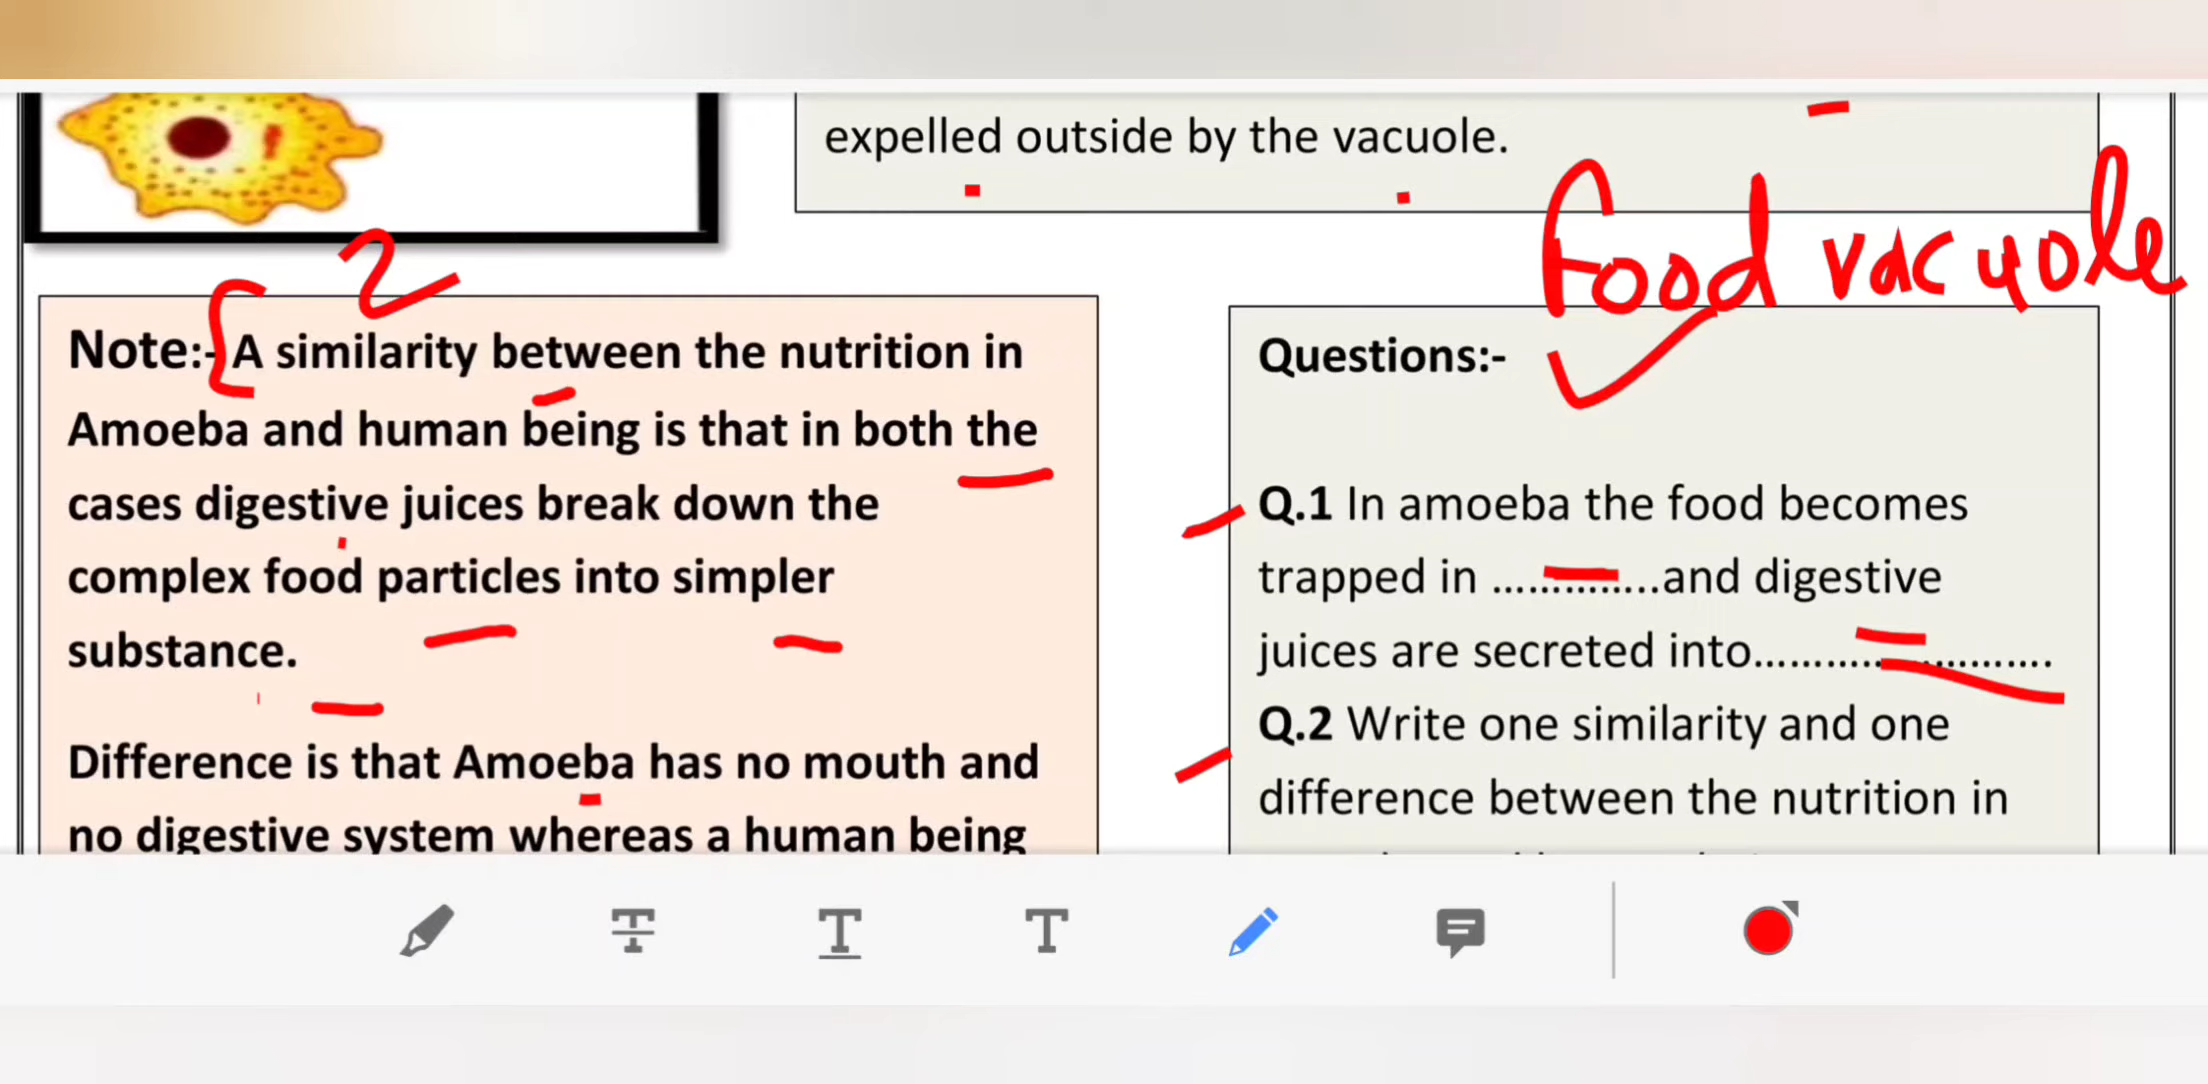 expelled outside by the vacuole.
food vacuole
2
Note:- A similarity between the nutrition in
Amoeba and human being is that in both the
cases digestive juices break down the
complex food particles into simpler
substance.
Difference is that Amoeba has no mouth and
no digestive system whereas a human being
Questions:-
Q.1 In amoeba the food becomes
trapped in ..............and digestive
juices are secreted into.........................
Q.2 Write one similarity and one
difference between the nutrition in